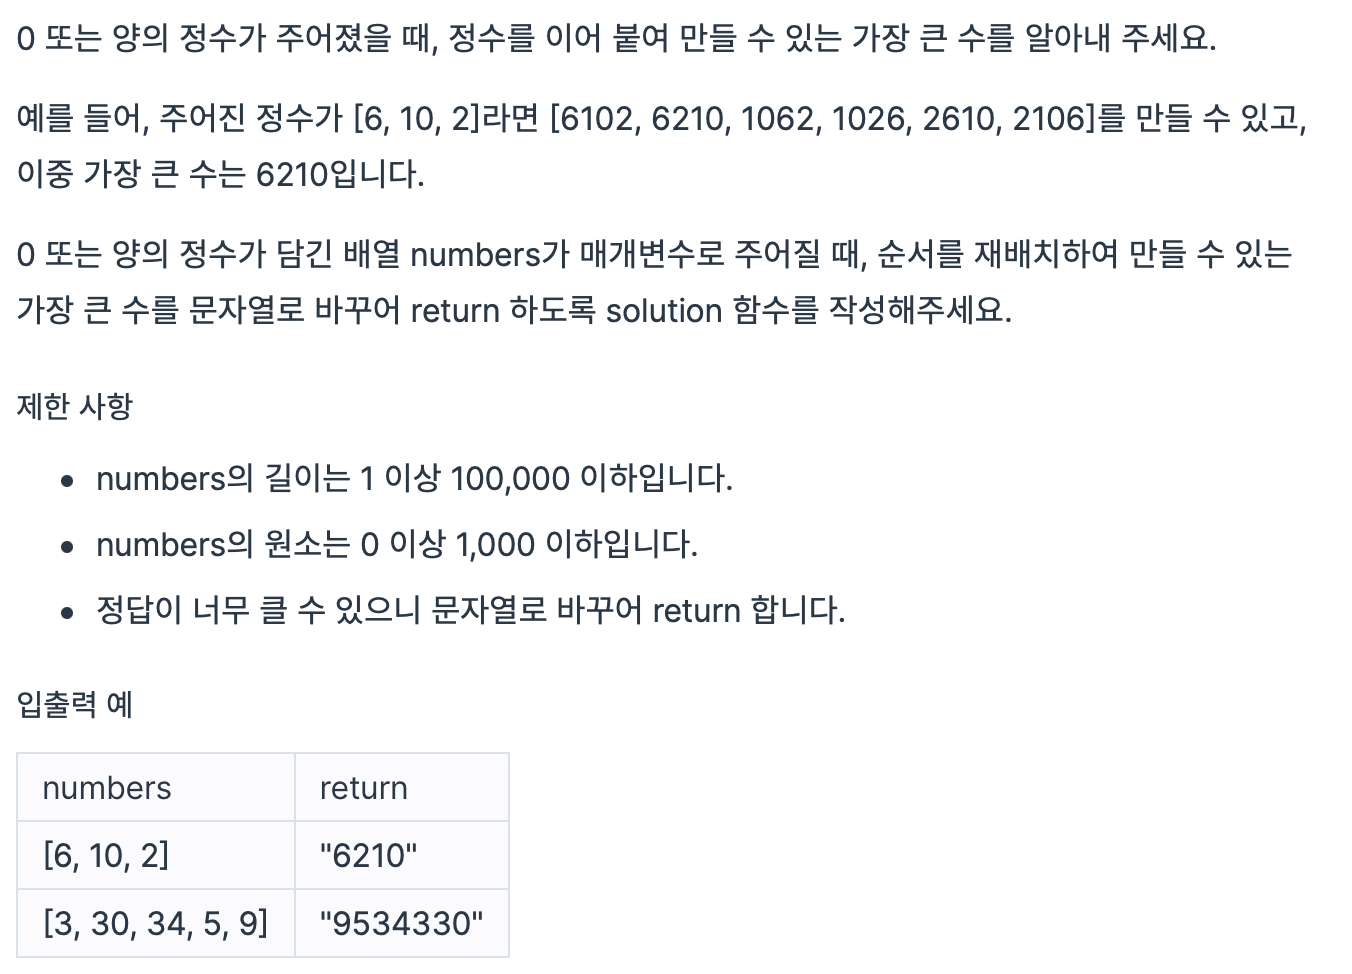 0 또는 양의 정수가 주어졌을 때, 정수를 이어 붙여 만들 수 있는 가장 큰 수를 알아내 주세요.
예를 들어, 주어진 정수가 [6, 10, 2]라면 [6102, 6210, 1062, 1026, 2610, 2106]를 만들 수 있고,
이중 가장 큰 수는 6210입니다.
0 또는 양의 정수가 담긴 배열 numbers가 매개변수로 주어질 때, 순서를 재배치하여 만들 수 있는
가장 큰 수를 문자열로 바꾸어 return 하도록 solution 함수를 작성해주세요.
제한 사항
• numbers의 길이는 1 이상 100,000 이하입니다.
• numbers의 원소는 0 이상 1,000 이하입니다.
• 정답이 너무 클 수 있으니 문자열로 바꾸어 return 합니다.
입출력 예
numbers return
[6, 10, 2] "6210"
[3, 30, 34, 5, 9] "9534330"